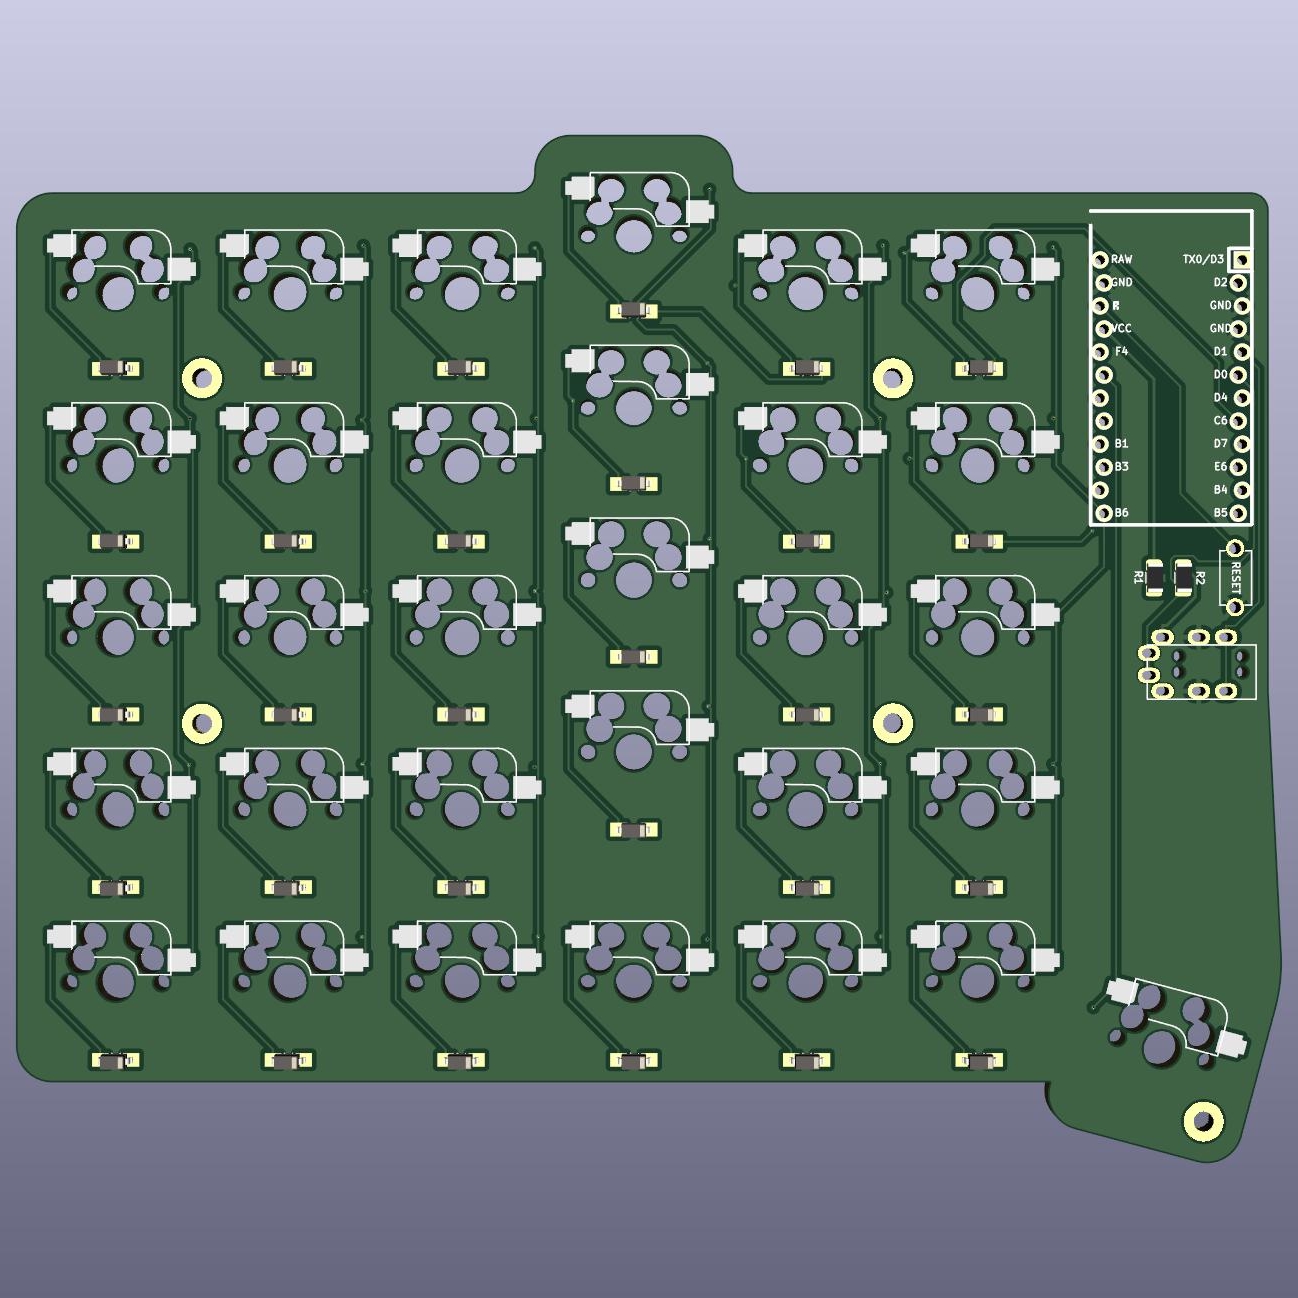 RAW TX0/D3
GND D2
R GND
VCC GND
F4 D1
D0
D4
C6
B1 D7
B3 E6
B4
B6 B5
R1 R2 RESET